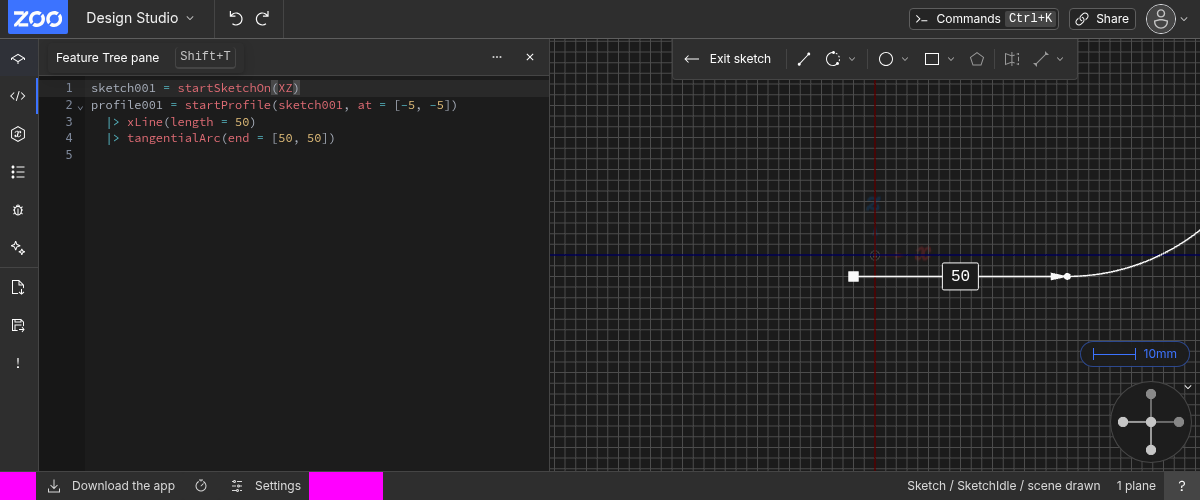 ZOO Design Studio Commands Ctrl+K Share
Feature Tree pane Shift+T
Exit sketch
1 sketch001 = startSketchOn(XZ)
2 profile001 = startProfile(sketch001, at = [-5, -5])
3 |> xLine(length = 50)
4 |> tangentialArc(end = [50, 50])
5
50
10mm
Download the app Settings Sketch / SketchIdle / scene drawn 1 plane ?